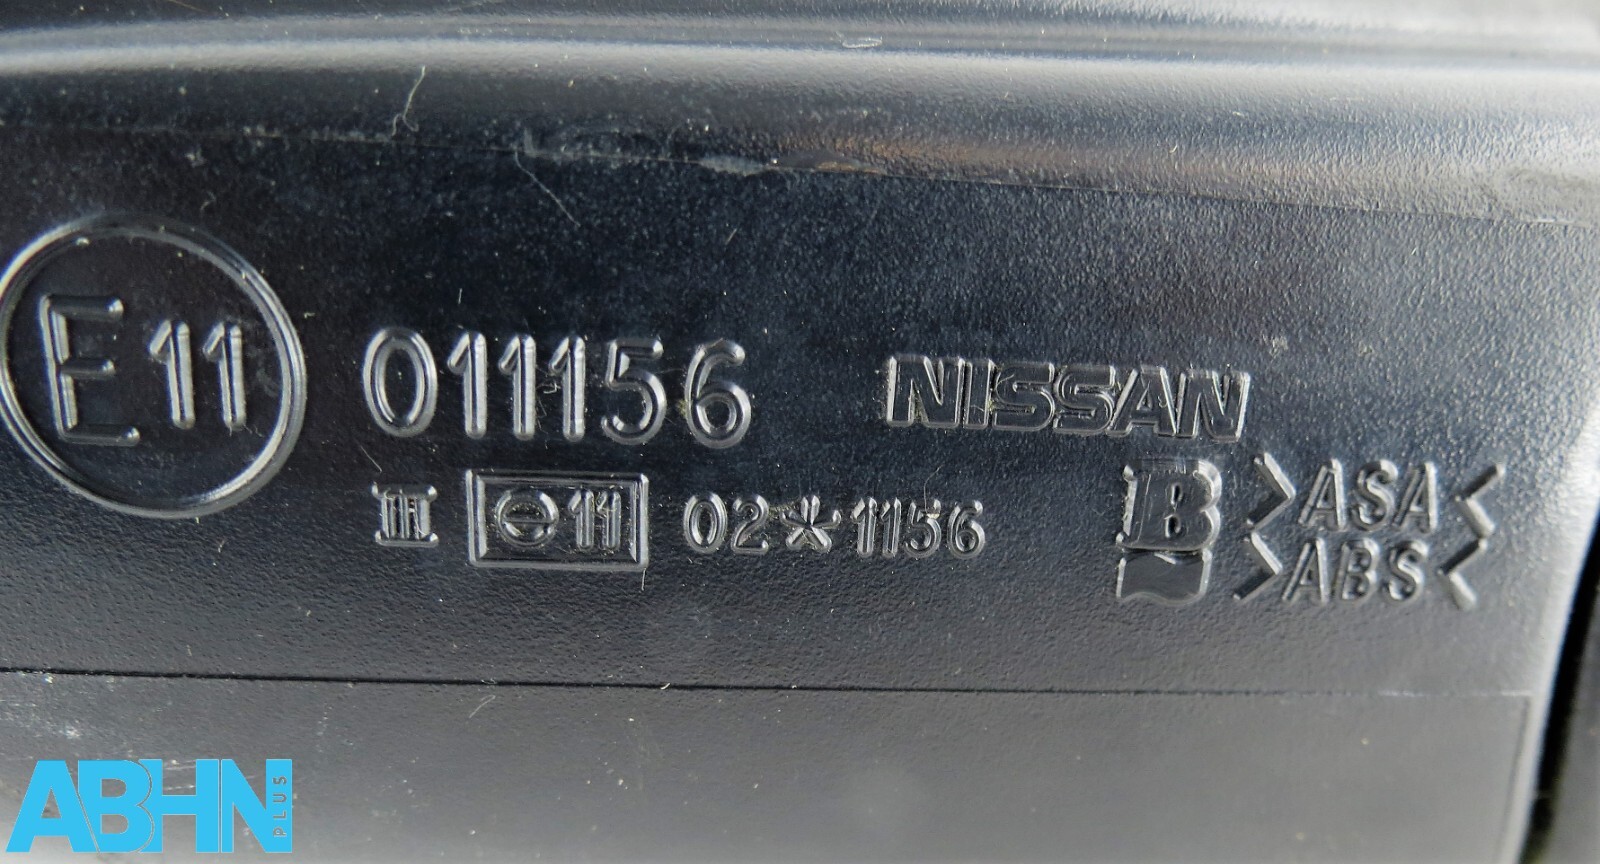 E11 011156 NISSAN
III e11 02*1156 B >ASA<
>ABS<
ABHN PLUS